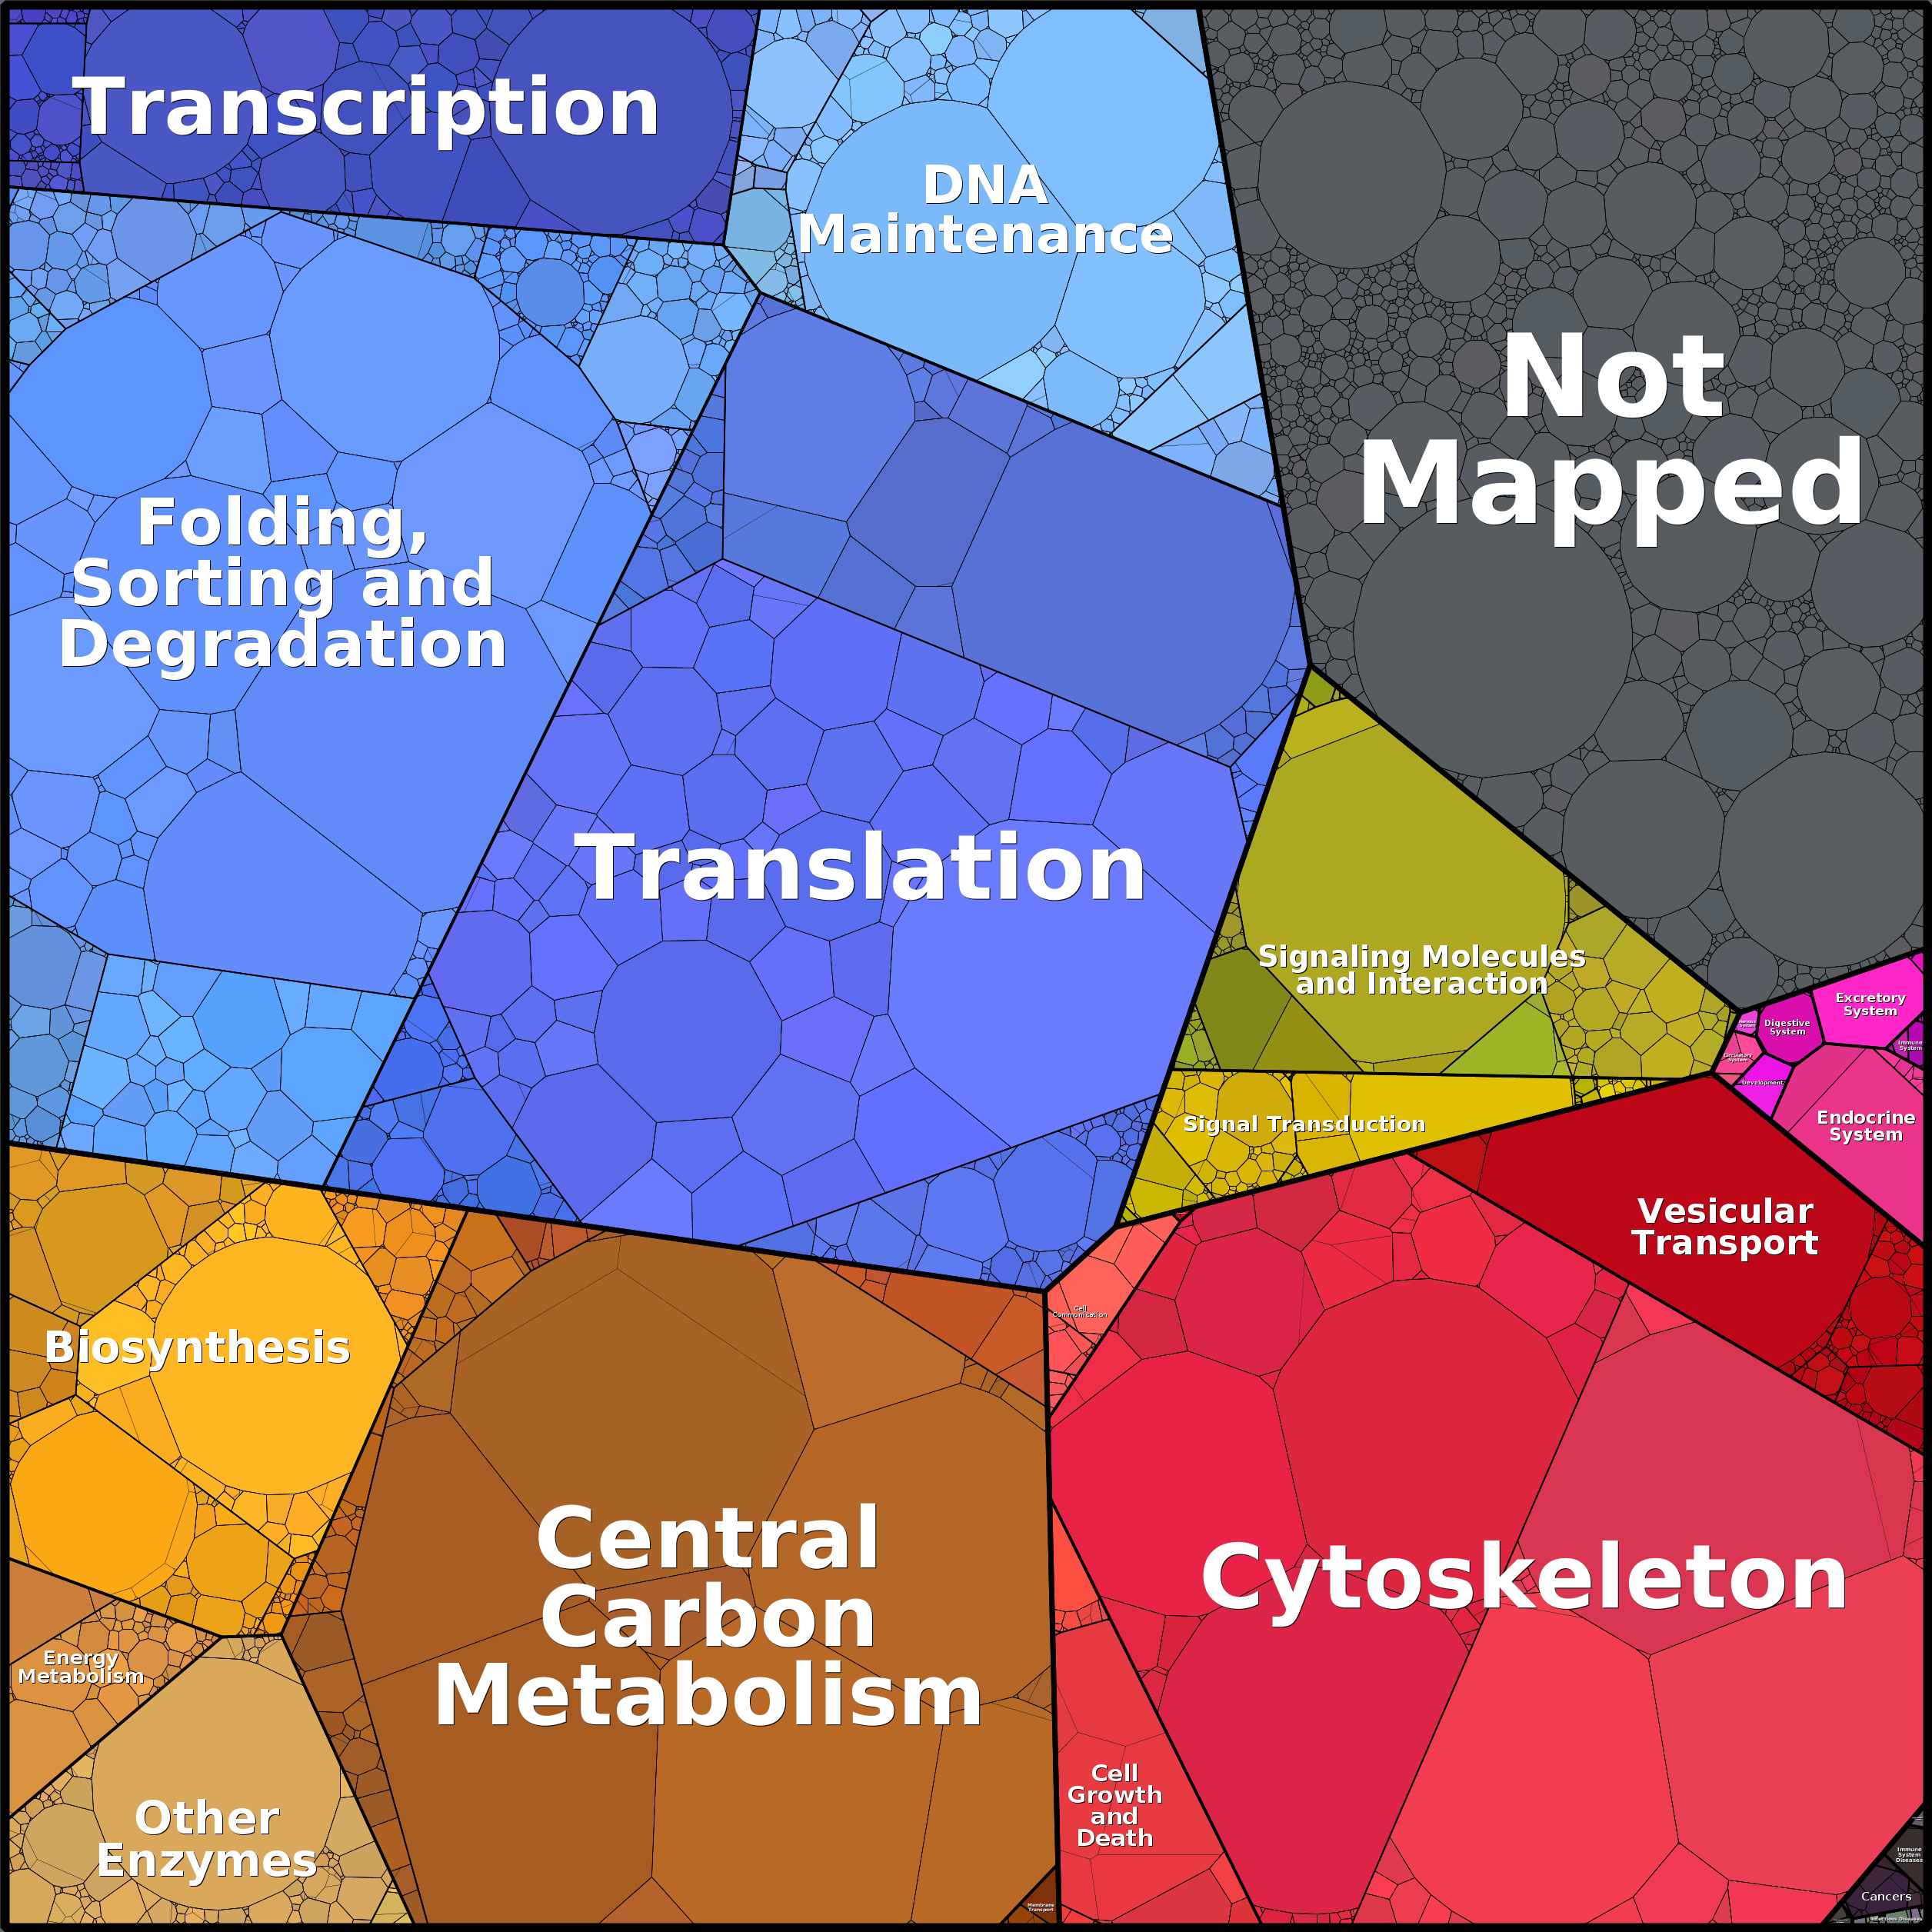 Transcription
DNA
Maintenance
Not
Mapped
Folding,
Sorting and
Degradation
Translation
Signaling Molecules
and Interaction
Excretory
System
Digestive
System
Immune
System
Circulatory
System
Development
Endocrine
System
Signal Transduction
Vesicular
Transport
Cell
Communication
Biosynthesis
Central
Carbon
Metabolism
Cytoskeleton
Energy
Metabolism
Other
Enzymes
Cell
Growth
and
Death
Membrane
Transport
Immune
System
Diseases
Cancers
Infectious Diseases